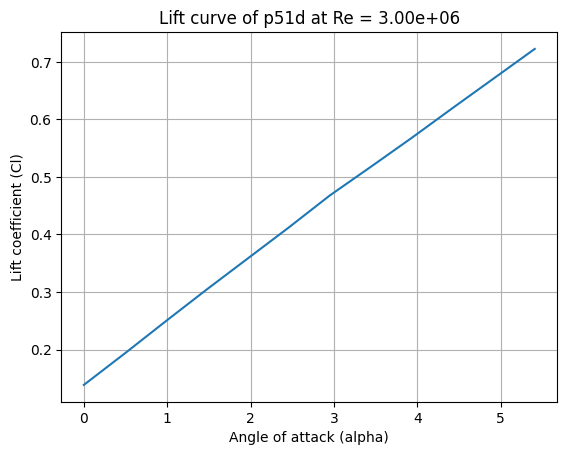 Lift curve of p51d at Re = 3.00e+06
Lift coefficient (Cl)
0.7
0.6
0.5
0.4
0.3
0.2
0 1 2 3 4 5
Angle of attack (alpha)